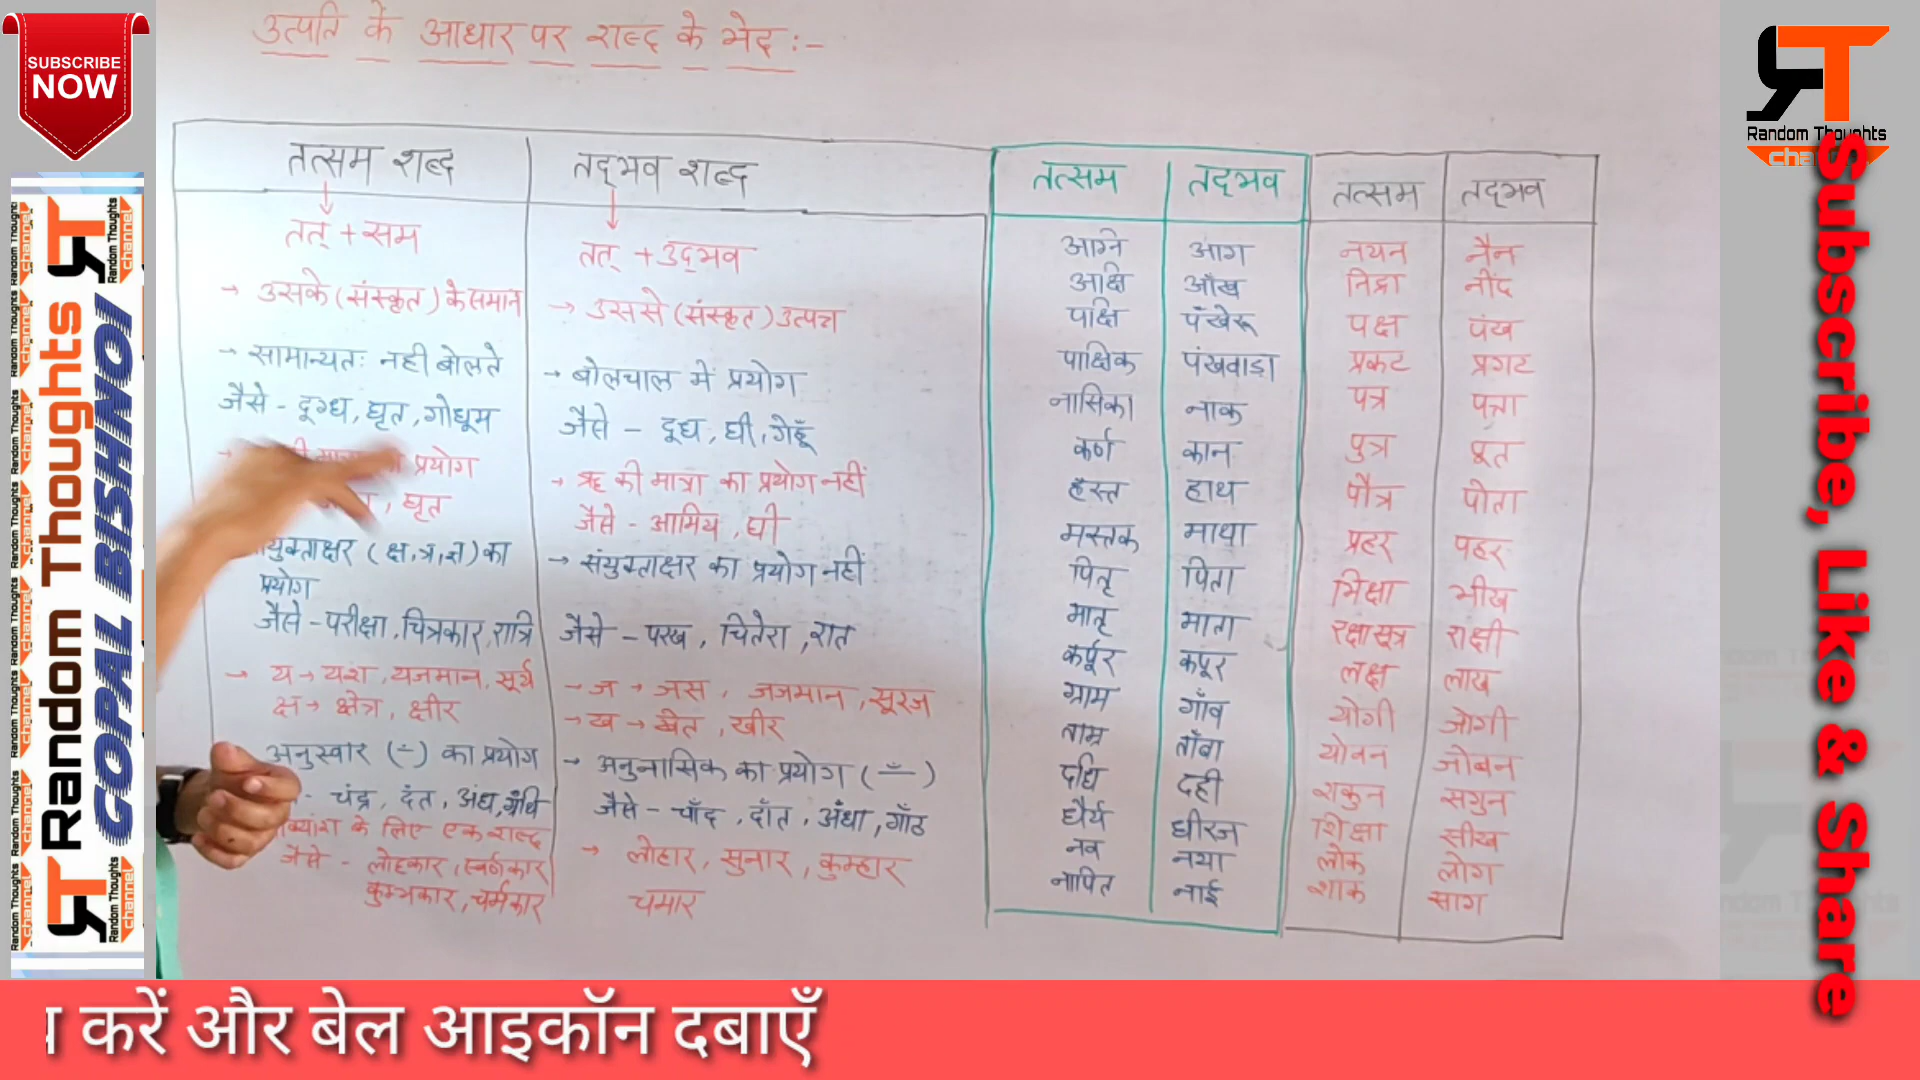 उत्पति के आधार पर शब्द के भेद :-
तत्सम शब्द
तत् + सम
→ उसके (संस्कृत) के समान
→ सामान्यतः नही बोलते
जैसे - दूग्ध, घृत, गोधूम
प्रयोग
, घृत
(क्ष, त्र, ज्ञ) का
प्रयोग
जैसे - परीक्षा, चित्रकार, रात्रि
→ य → यश, यजमान, सूर्य
क्ष → क्षेत्र, क्षीर
अनुस्वार (ं) का प्रयोग
- चंद्र, दंत, अंध, ग्रंथि
के लिए एक शब्द
जैसे - लोहकार, स्वर्णकार
कुम्भकार, चर्मकार
तद्भव शब्द
तत् + उद्भव
→ उससे (संस्कृत) उत्पन्न
→ बोलचाल में प्रयोग
जैसे - दूध, घी, गेहूँ
→ ऋ की मात्रा का प्रयोग नहीं
जैसे - आमिय, घी
→ संयुक्ताक्षर का प्रयोग नहीं
जैसे - परख, चितेरा, रात
→ ज → जस, जजमान, सूरज
→ ख → खेत, खीर
→ अनुनासिक का प्रयोग (ँ)
जैसे - चाँद, दाँत, अँधा, गाँठ
→ लोहार, सुनार, कुम्हार
चमार
तत्सम तद्भव
अग्नि आग
अक्षि आँख
पक्षि पँखेरू
पाक्षिक पंखवाड़ा
नासिका नाक
कर्ण कान
हस्त हाथ
मस्तक माथा
पितृ पिता
मातृ माता
कर्पूर कपूर
ग्राम गाँव
ताम्र ताँबा
दधि दही
धैर्य धीरज
नव नया
नापित नाई
तत्सम तद्भव
नयन नैन
निद्रा नींद
पक्ष पंख
प्रकट प्रगट
पत्र पत्ता
पुत्र पूत
पौत्र पोता
प्रहर पहर
भिक्षा भीख
रक्षासूत्र राखी
लक्ष लाख
योगी जोगी
योवन जोबन
शकुन सगुन
शिक्षा सीख
लोक लोग
शाक साग
SUBSCRIBE
NOW
Random Thoughts
GOPAL BISHNOI
RT
Random Thoughts
channel
Subscribe, Like & Share
करें और बेल आइकॉन दबाएँ